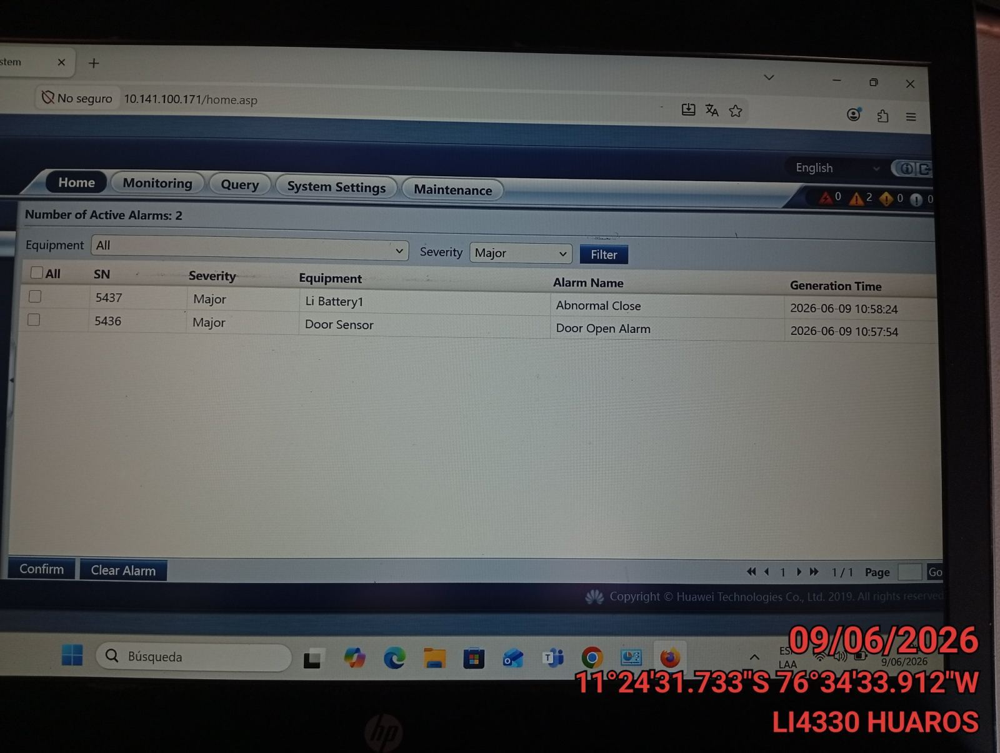 stem
No seguro 10.141.100.171/home.asp
English
Home Monitoring Query System Settings Maintenance
0 2 0 0
Number of Active Alarms: 2
Equipment All Severity Major Filter
All SN Severity Equipment Alarm Name Generation Time
5437 Major Li Battery1 Abnormal Close 2026-06-09 10:58:24
5436 Major Door Sensor Door Open Alarm 2026-06-09 10:57:54
Confirm Clear Alarm 1 1/1 Page Go
Copyright © Huawei Technologies Co., Ltd. 2019. All rights reserved
Búsqueda
ESP
LAA
9/06/2026
09/06/2026
11°24'31.733"S 76°34'33.912"W
LI4330 HUAROS
hp